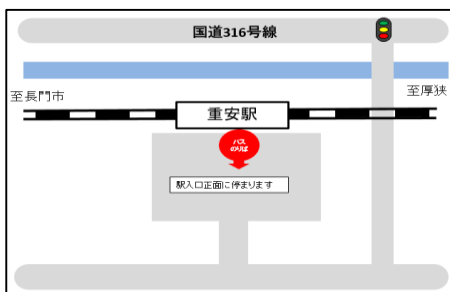 国道316号線
至長門市
至厚狭
重安駅
バス
のりば
駅入口正面に停まります